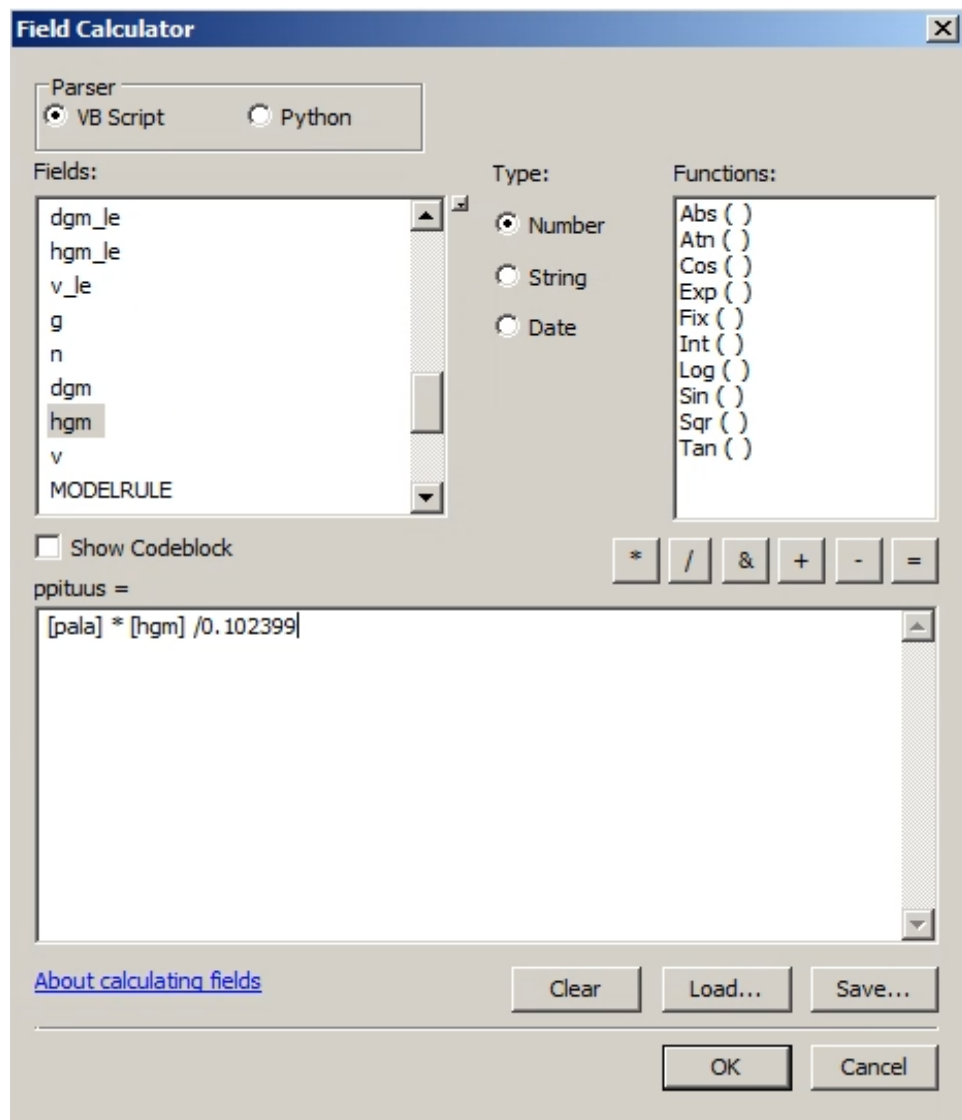 Field Calculator
Parser
VB Script Python
Fields: Type: Functions:
dgm_le
hgm_le
v_le
g
n
dgm
hgm
v
MODELRULE
Number
String
Date
Abs ( )
Atn ( )
Cos ( )
Exp ( )
Fix ( )
Int ( )
Log ( )
Sin ( )
Sqr ( )
Tan ( )
Show Codeblock
* / & + - =
ppituus =
[pala] * [hgm] /0.102399
About calculating fields
Clear Load... Save...
OK Cancel